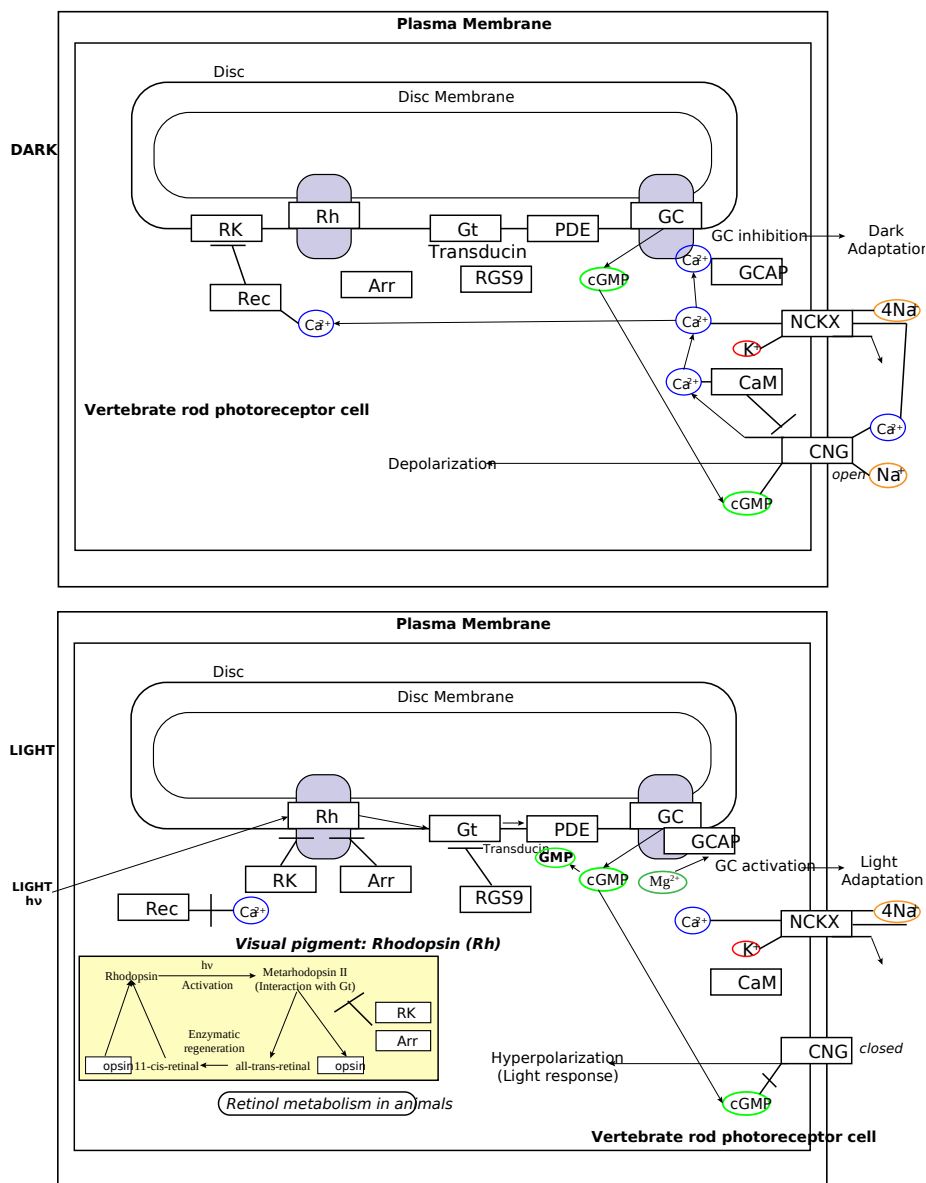 Plasma Membrane
Disc
Disc Membrane
DARK
Rh
GC
RK
Gt
PDE
GC inhibition
Dark
Adaptation
Transducin
Ca2+
GCAP
RGS9
cGMP
Arr
Rec
4Na+
Ca2+
Ca2+
NCKX
K+
Ca2+
CaM
Vertebrate rod photoreceptor cell
Ca2+
CNG
Depolarization
open
Na+
cGMP
Plasma Membrane
Disc
Disc Membrane
LIGHT
Rh
GC
Gt
PDE
GCAP
Transducin
GMP
GC activation
Light
Adaptation
RK
Arr
cGMP
Mg2+
LIGHT
hν
RGS9
Rec
Ca2+
4Na+
Ca2+
NCKX
Visual pigment: Rhodopsin (Rh)
K+
hν
Rhodopsin
Metarhodopsin II
Activation
(Interaction with Gt)
CaM
RK
Enzymatic
regeneration
Arr
CNG
closed
opsin
11-cis-retinal
all-trans-retinal
opsin
Hyperpolarization
(Light response)
Retinol metabolism in animals
cGMP
Vertebrate rod photoreceptor cell